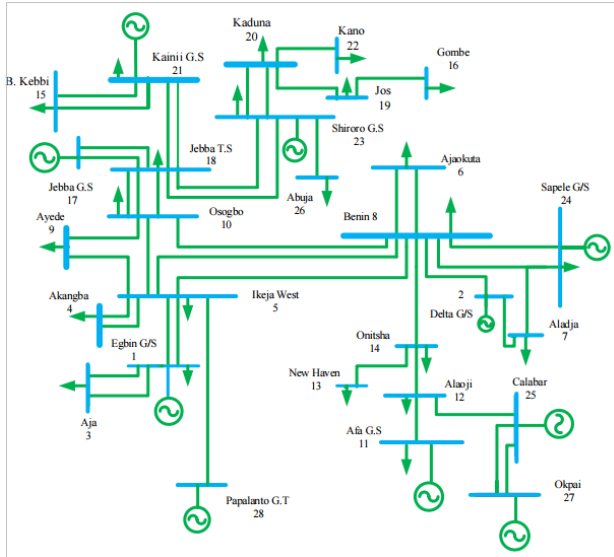 Kaduna
20
Kano
22
Gombe
16
Kainii G.S
21
B. Kebbi
15
Jos
19
Shiroro G.S
23
Jebba T.S
18
Ajaokuta
6
Sapele G/S
24
Jebba G.S
17
Abuja
26
Osogbo
10
Benin 8
Ayede
9
Akangba
4
Ikeja West
5
2
Delta G/S
Aladja
7
Egbin G/S
1
Onitsha
14
New Haven
13
Alaoji
12
Calabar
25
Aja
3
Afa G.S
11
Papalanto G.T
28
Okpai
27